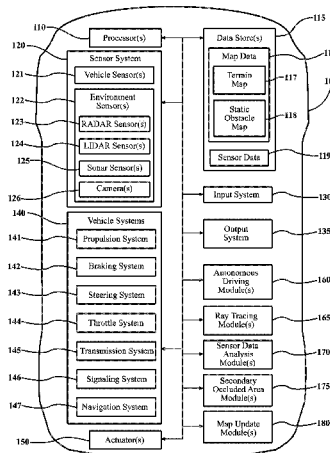 110
Processor(s)
120
Sensor System
121
Vehicle Sensor(s)
122
Environment
Sensor(s)
123
RADAR Sensor(s)
124
LIDAR Sensor(s)
125
Sonar Sensor(s)
126
Camera(s)
140
Vehicle Systems
141
Propulsion System
142
Braking System
143
Steering System
144
Throttle System
145
Transmission System
146
Signaling System
147
Navigation System
150
Actuator(s)
115
Data Store(s)
Map Data
Terrain
Map
117
Static
Obstacle
Map
118
Sensor Data
119
Input System
130
Output
System
135
Autonomous
Driving Module(s)
160
Ray Tracing
Module(s)
165
Sensor Data
Analysis
Module(s)
170
Secondary
Occluded Area
Module(s)
175
Map Update
Module(s)
180